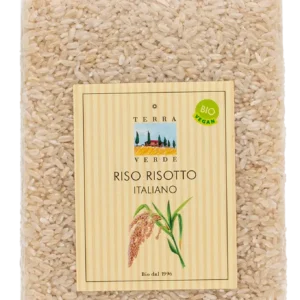 TERRA
VERDE
BIO
VEGAN
RISO RISOTTO
ITALIANO
Bio dal 1996